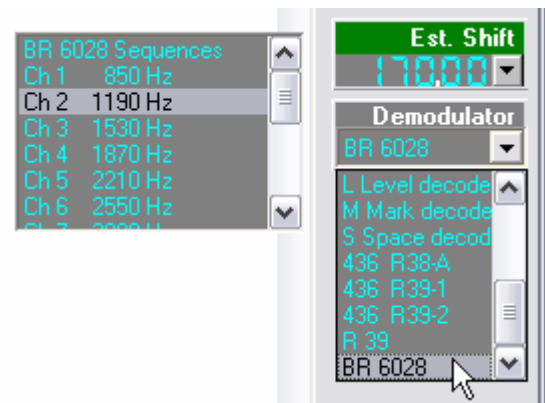 BR 6028 Sequences
Ch 1 850 Hz
Ch 2 1190 Hz
Ch 3 1530 Hz
Ch 4 1870 Hz
Ch 5 2210 Hz
Ch 6 2550 Hz
Est. Shift
170,00
Demodulator
BR 6028
L Level decode
M Mark decode
S Space decod
436 R38-A
436 R39-1
436 R39-2
R 39
BR 6028